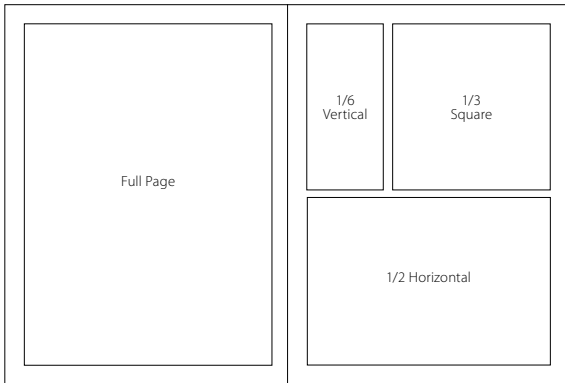 Full Page
1/6
Vertical
1/3
Square
1/2 Horizontal